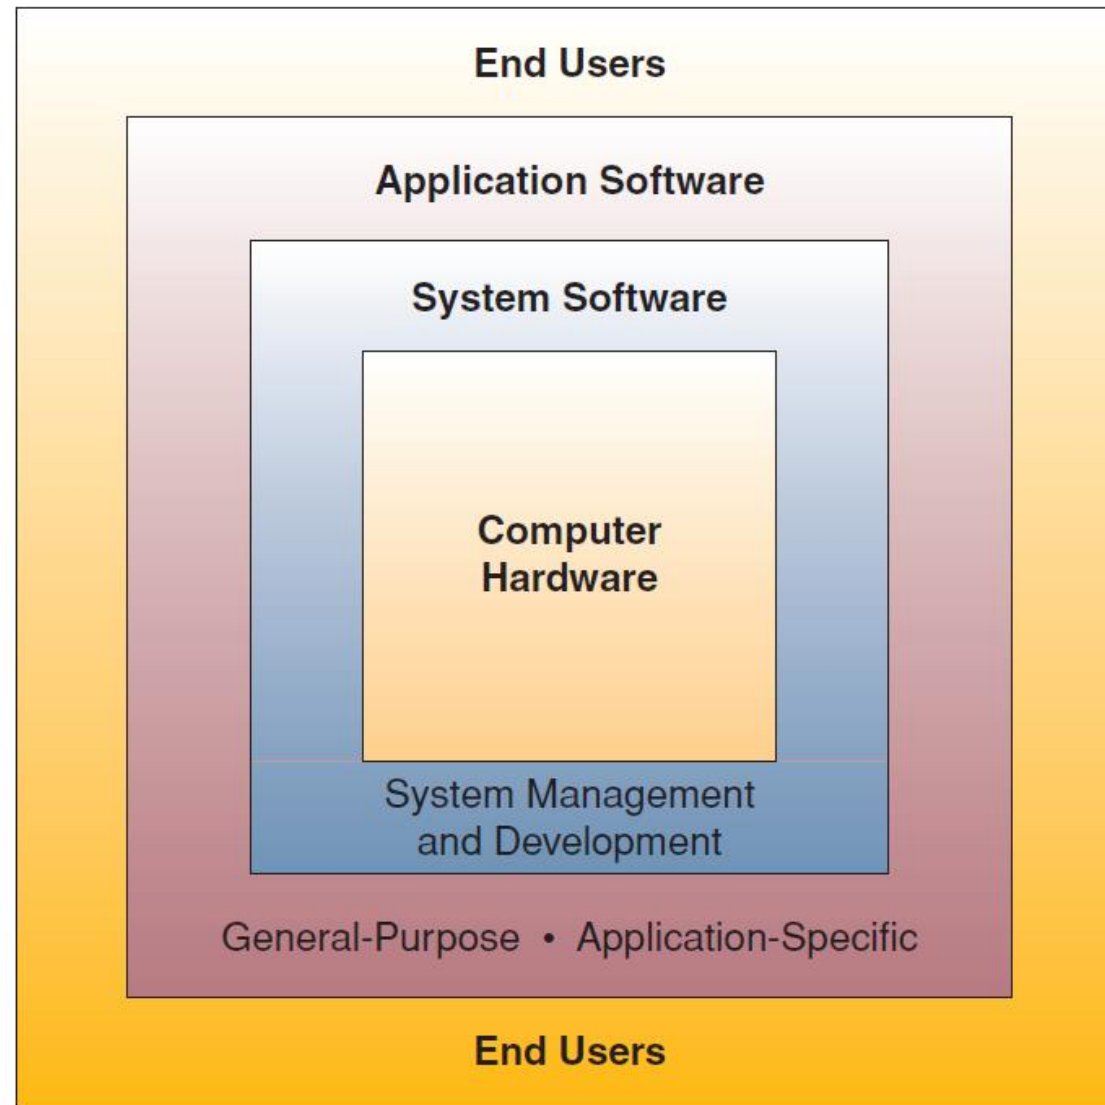 End Users
Application Software
System Software
Computer
Hardware
System Management
and Development
General-Purpose • Application-Specific
End Users